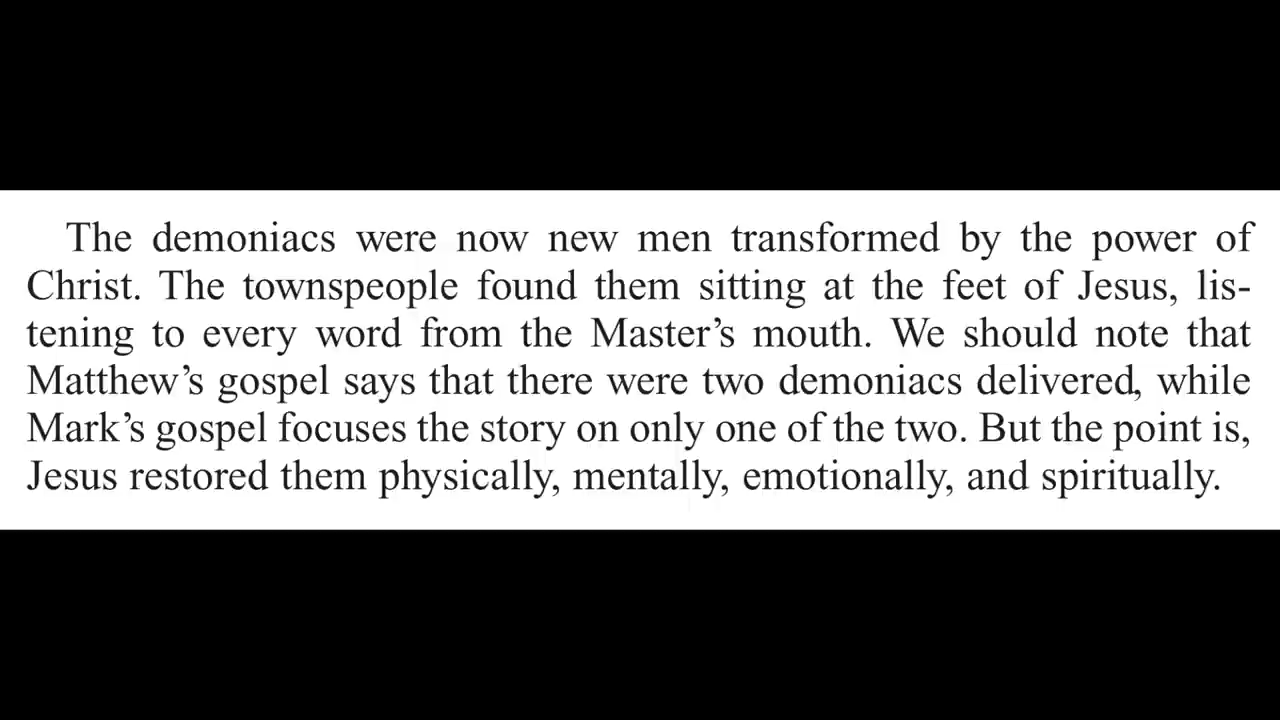 The demoniacs were now new men transformed by the power of
Christ. The townspeople found them sitting at the feet of Jesus, lis-
tening to every word from the Master’s mouth. We should note that
Matthew’s gospel says that there were two demoniacs delivered, while
Mark’s gospel focuses the story on only one of the two. But the point is,
Jesus restored them physically, mentally, emotionally, and spiritually.